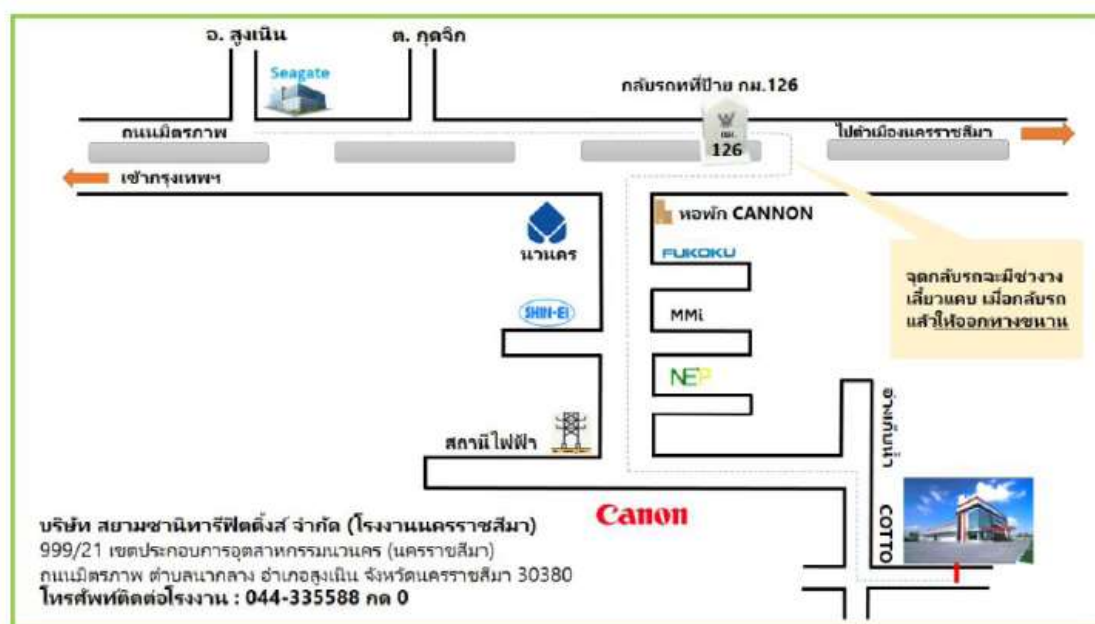 อ. สูงเนิน
ต. กุดจิก
Seagate
กลับรถทที่ป้าย กม.126
ถนนมิตรภาพ
กม.
126
ไปตัวเมืองนครราชสีมา
เข้ากรุงเทพฯ
นวนคร
หอพัก CANNON
FUKOKU
จุดกลับรถจะมีช่วงวง
เลี้ยวแคบ เมื่อกลับรถ
แล้วให้ออกทางขนาน
SHIN-EI
MMi
NEP
สถานีไฟฟ้า
อ่างเก็บน้ำ
Canon
COTTO
บริษัท สยามซานิทารีฟิตติ้งส์ จำกัด (โรงงานนครราชสีมา)
999/21 เขตประกอบการอุตสาหกรรมนวนคร (นครราชสีมา)
ถนนมิตรภาพ ตำบลนากลาง อำเภอสูงเนิน จังหวัดนครราชสีมา 30380
โทรศัพท์ติดต่อโรงงาน : 044-335588 กด 0